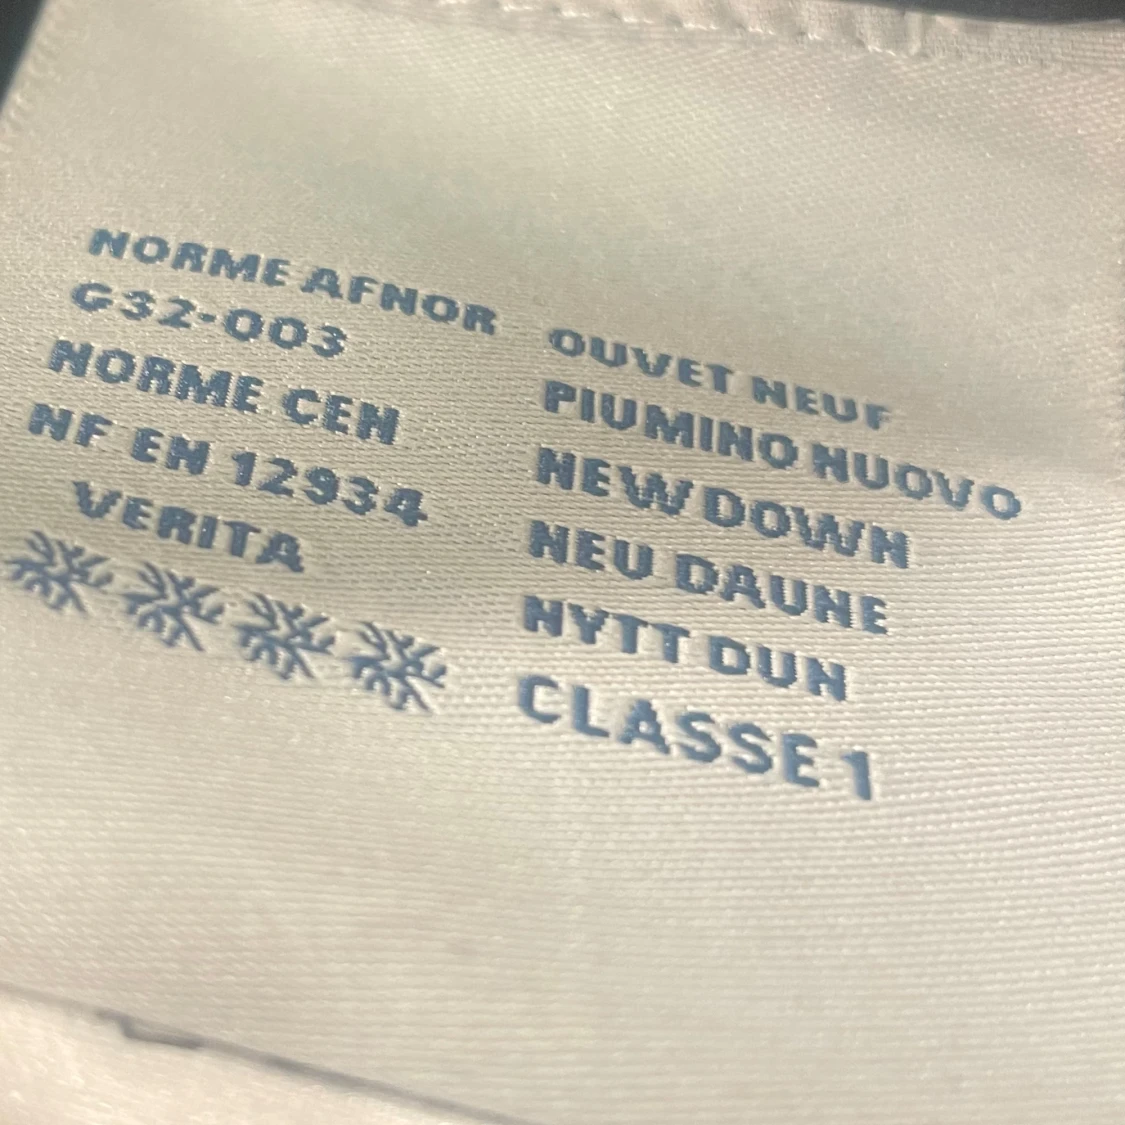 NORME AFNOR
G32-003
NORME CEN
NF EN 12934
VERITA
OUVET NEUF
PIUMINO NUOVO
NEW DOWN
NEU DAUNE
NYTT DUN
CLASSE 1